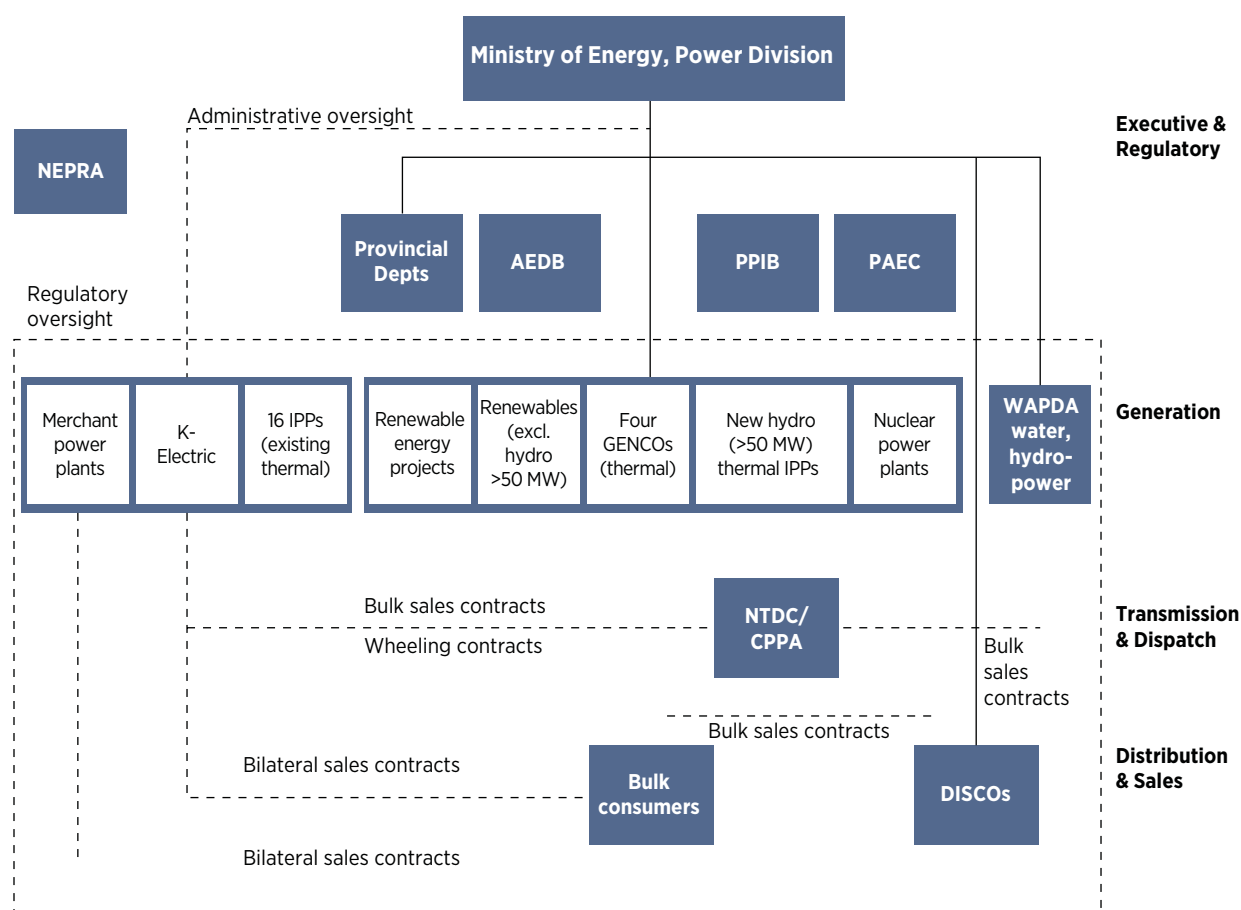 Ministry of Energy, Power Division
Administrative oversight
Executive &
Regulatory
NEPRA
Provincial
Depts
AEDB
PPIB
PAEC
Regulatory
oversight
Merchant
power
plants
K-
Electric
16 IPPs
(existing
thermal)
Renewable
energy
projects
Renewables
(excl.
hydro
>50 MW)
Four
GENCOs
(thermal)
New hydro
(>50 MW)
thermal IPPs
Nuclear
power
plants
WAPDA
water,
hydro-
power
Generation
Bulk sales contracts
Wheeling contracts
NTDC/
CPPA
Bulk
sales
contracts
Transmission
& Dispatch
Bulk sales contracts
Bilateral sales contracts
Bulk
consumers
DISCOs
Distribution
& Sales
Bilateral sales contracts